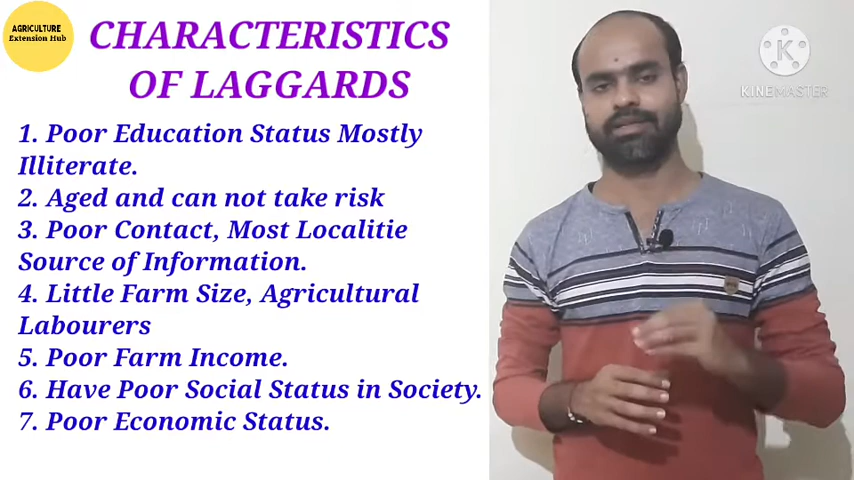 AGRICULTURE
Extension Hub
CHARACTERISTICS
OF LAGGARDS
1. Poor Education Status Mostly
Illiterate.
2. Aged and can not take risk
3. Poor Contact, Most Localitie
Source of Information.
4. Little Farm Size, Agricultural
Labourers
5. Poor Farm Income.
6. Have Poor Social Status in Society.
7. Poor Economic Status.
K
KINEMASTER